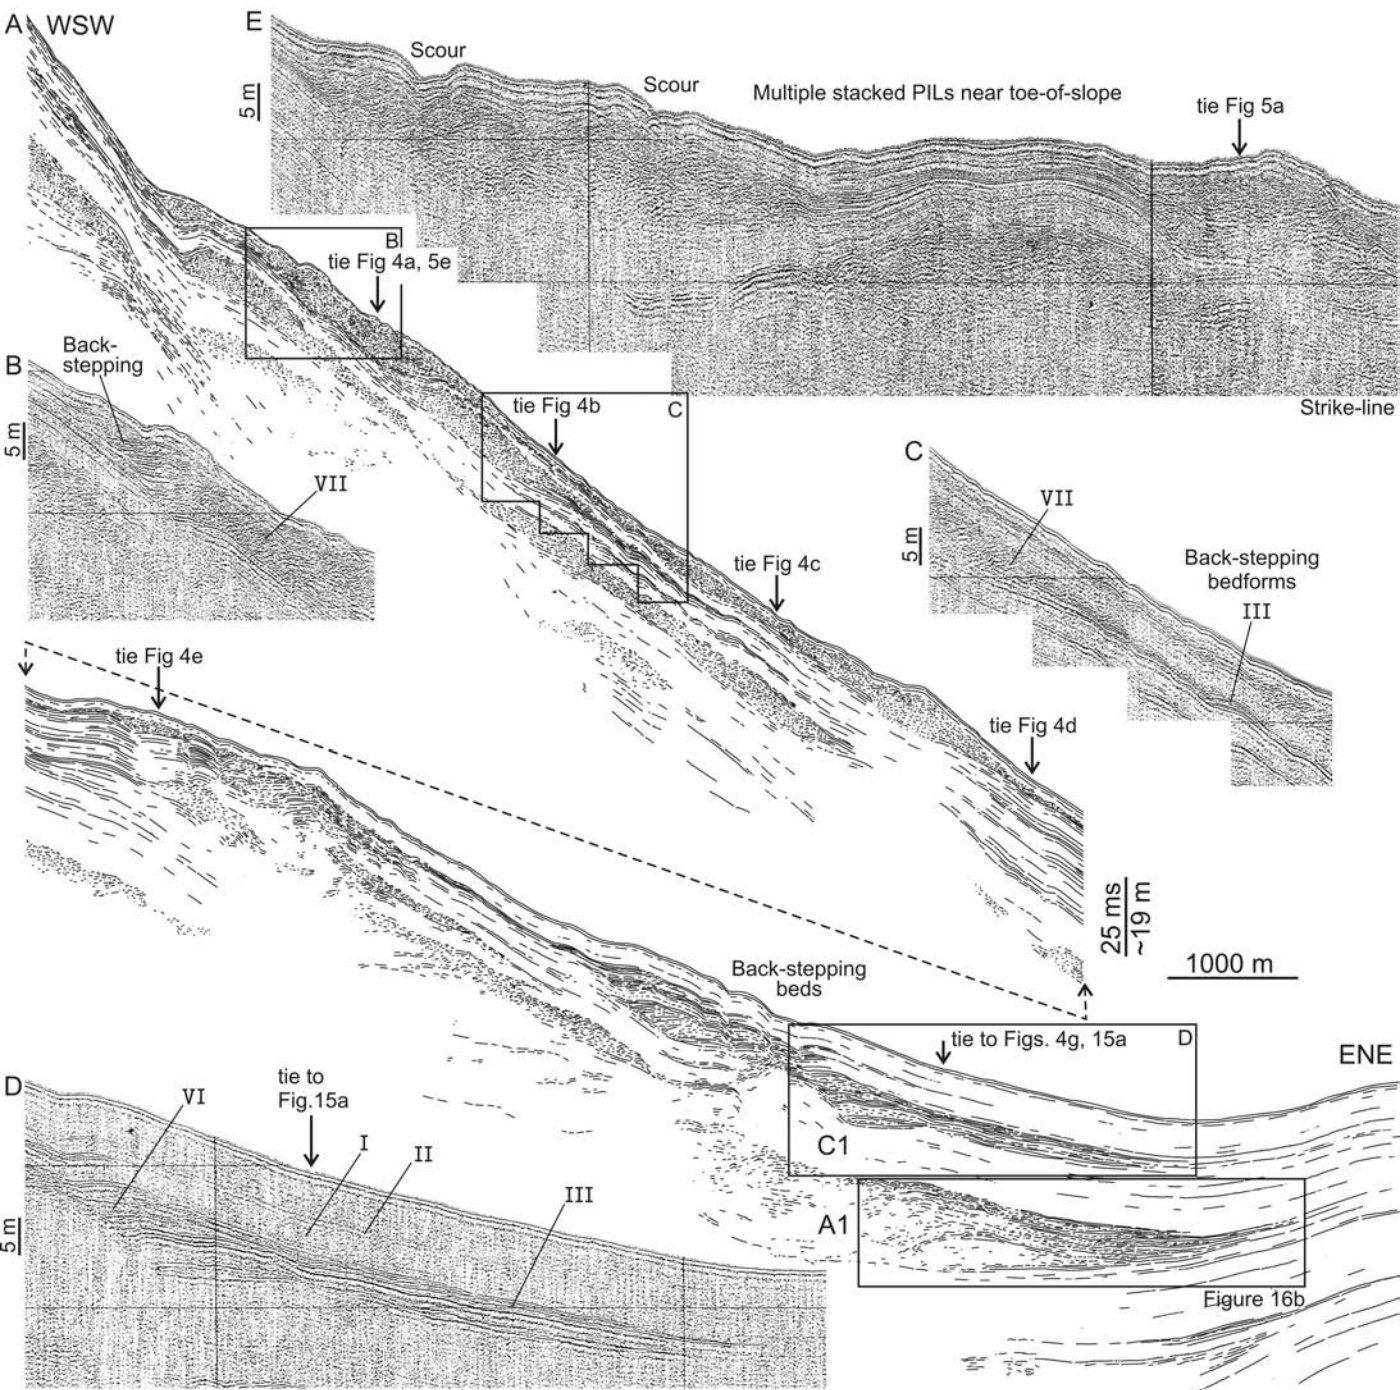 A WSW
E
Scour
Scour
Multiple stacked PILs near toe-of-slope
tie Fig 5a
5 m
Strike-line
B
tie Fig 4a, 5e
B
Back-
stepping
VII
5 m
tie Fig 4b
C
C
VII
5 m
Back-stepping
bedforms
III
tie Fig 4c
tie Fig 4d
tie Fig 4e
25 ms
~19 m
1000 m
Back-stepping
beds
tie to Figs. 4g, 15a
D
ENE
C1
A1
Figure 16b
D
VI
tie to
Fig.15a
I
II
III
5 m